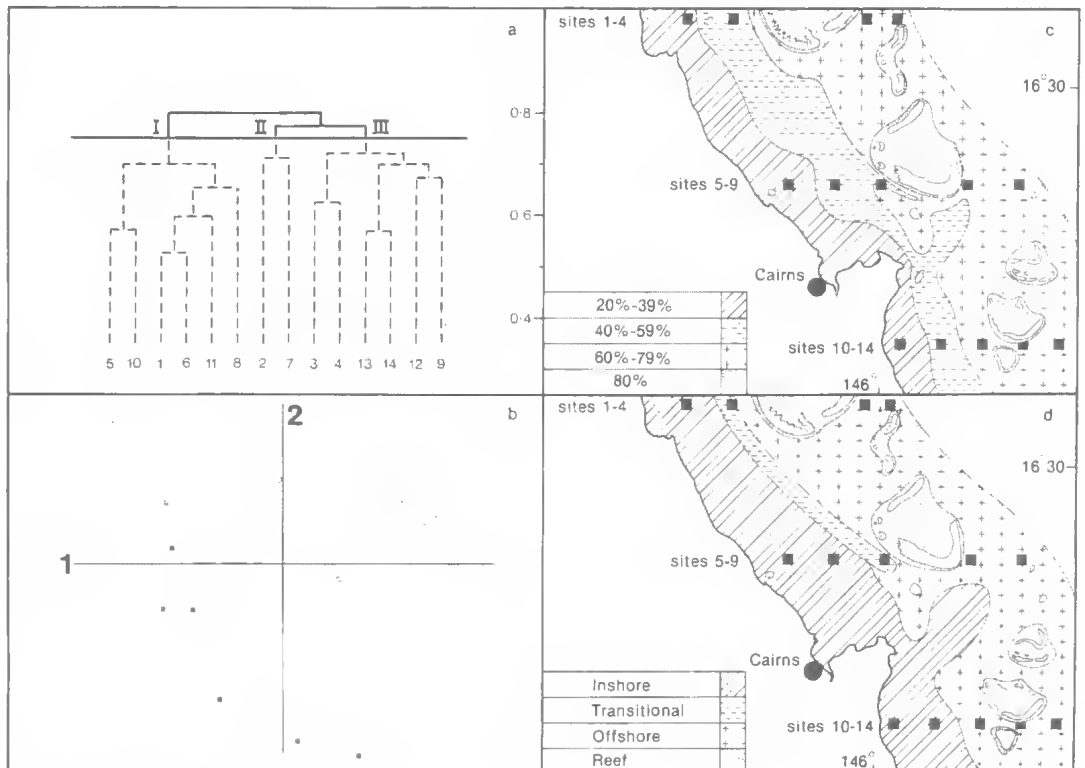 a
I II III
0·8
0·6
0·4
5 10 1 6 11 8 2 7 3 4 13 14 12 9
sites 1-4
c
16°30
sites 5-9
Cairns
20%-39%
40%-59%
60%-79%
80%
sites 10-14
146°
b
2
1
sites 1-4
d
16 30
sites 5-9
Cairns
Inshore
Transitional
Offshore
Reef
sites 10-14
146°